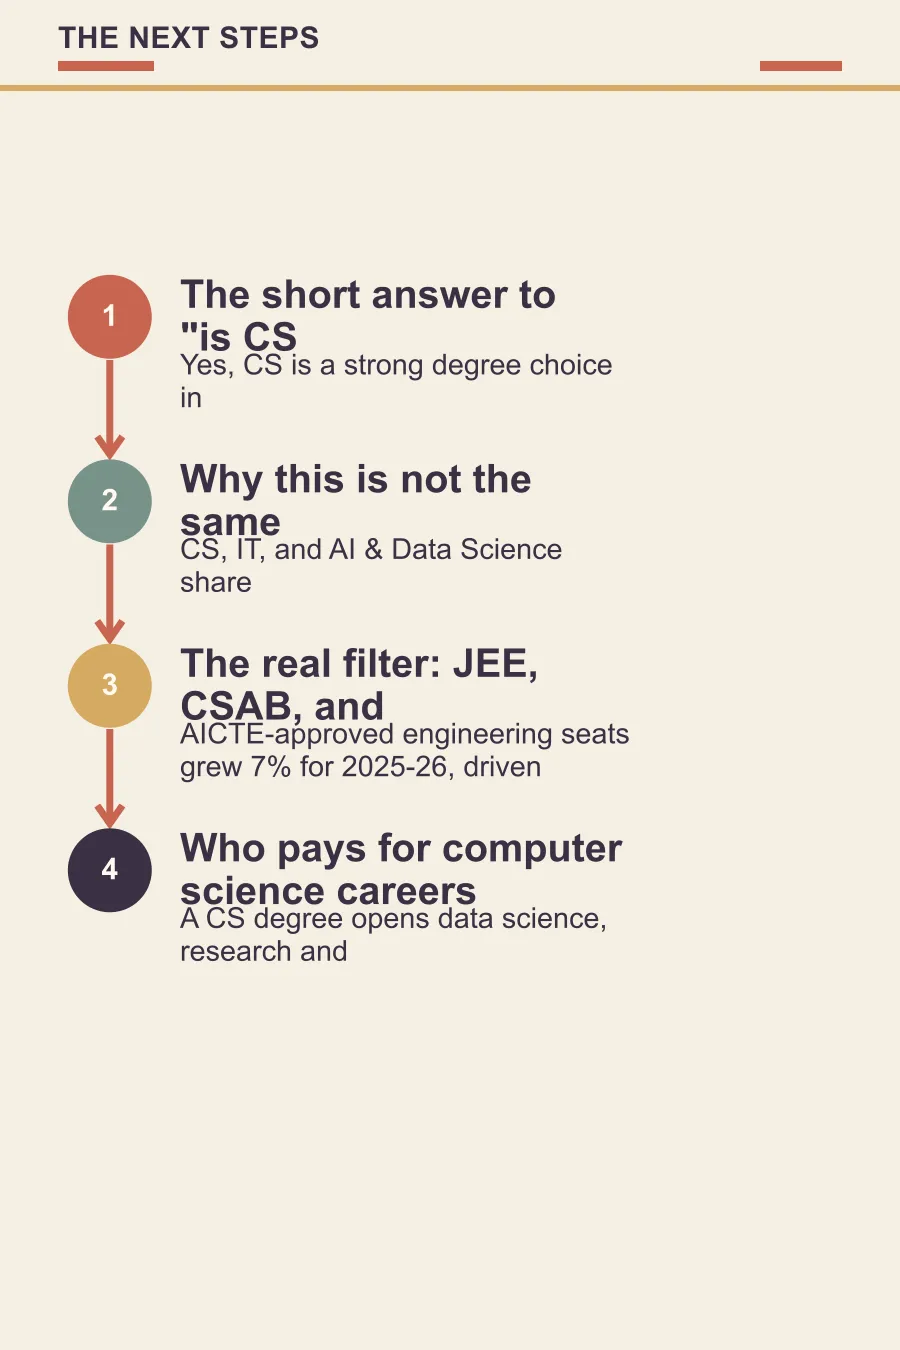 THE NEXT STEPS
1
The short answer to
"is CS
Yes, CS is a strong degree choice
in
2
Why this is not the
same
CS, IT, and AI & Data Science
share
3
The real filter: JEE,
CSAB, and
AICTE-approved engineering seats
grew 7% for 2025-26, driven
4
Who pays for computer
science careers
A CS degree opens data science,
research and